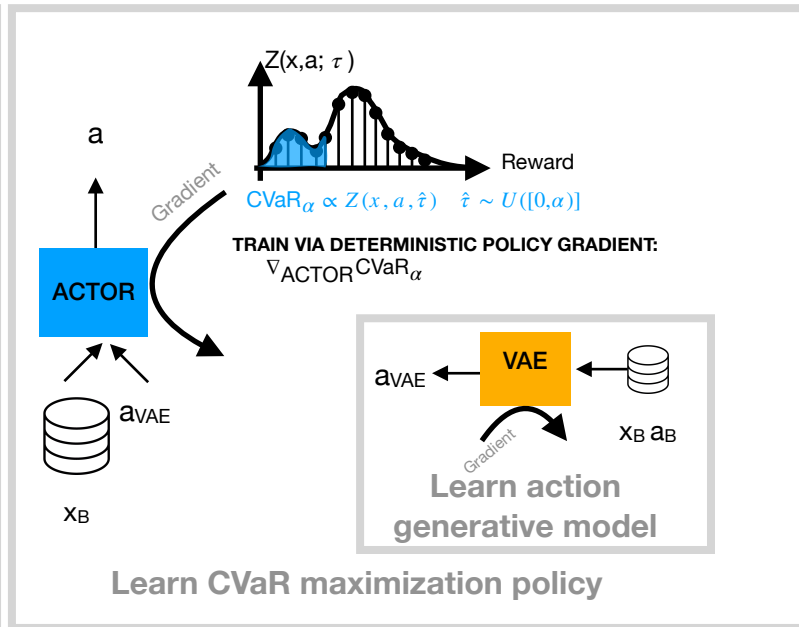 Z(x,a; τ)
a
Reward
Gradient
CVaRα ∝ Z(x, a, τ̂) τ̂ ∼ U([0,α)]
TRAIN VIA DETERMINISTIC POLICY GRADIENT:
∇ACTOR CVaRα
ACTOR
VAE
aVAE
aVAE
xB aB
Gradient
Learn action
generative model
xB
Learn CVaR maximization policy